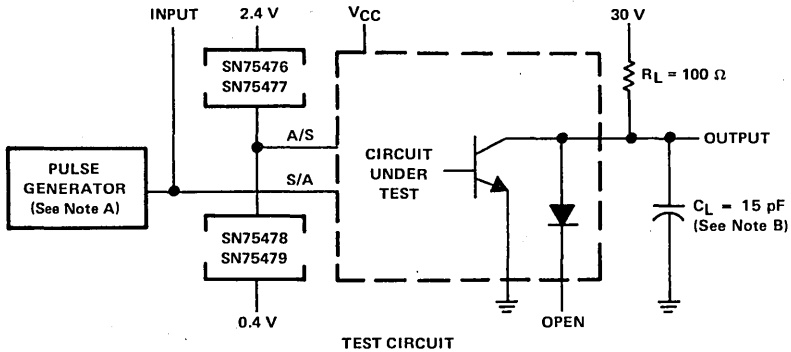 INPUT
2.4 V
VCC
30 V
SN75476
SN75477
RL = 100 Ω
A/S
OUTPUT
PULSE
GENERATOR
(See Note A)
S/A
CIRCUIT
UNDER
TEST
CL = 15 pF
(See Note B)
SN75478
SN75479
0.4 V
OPEN
TEST CIRCUIT